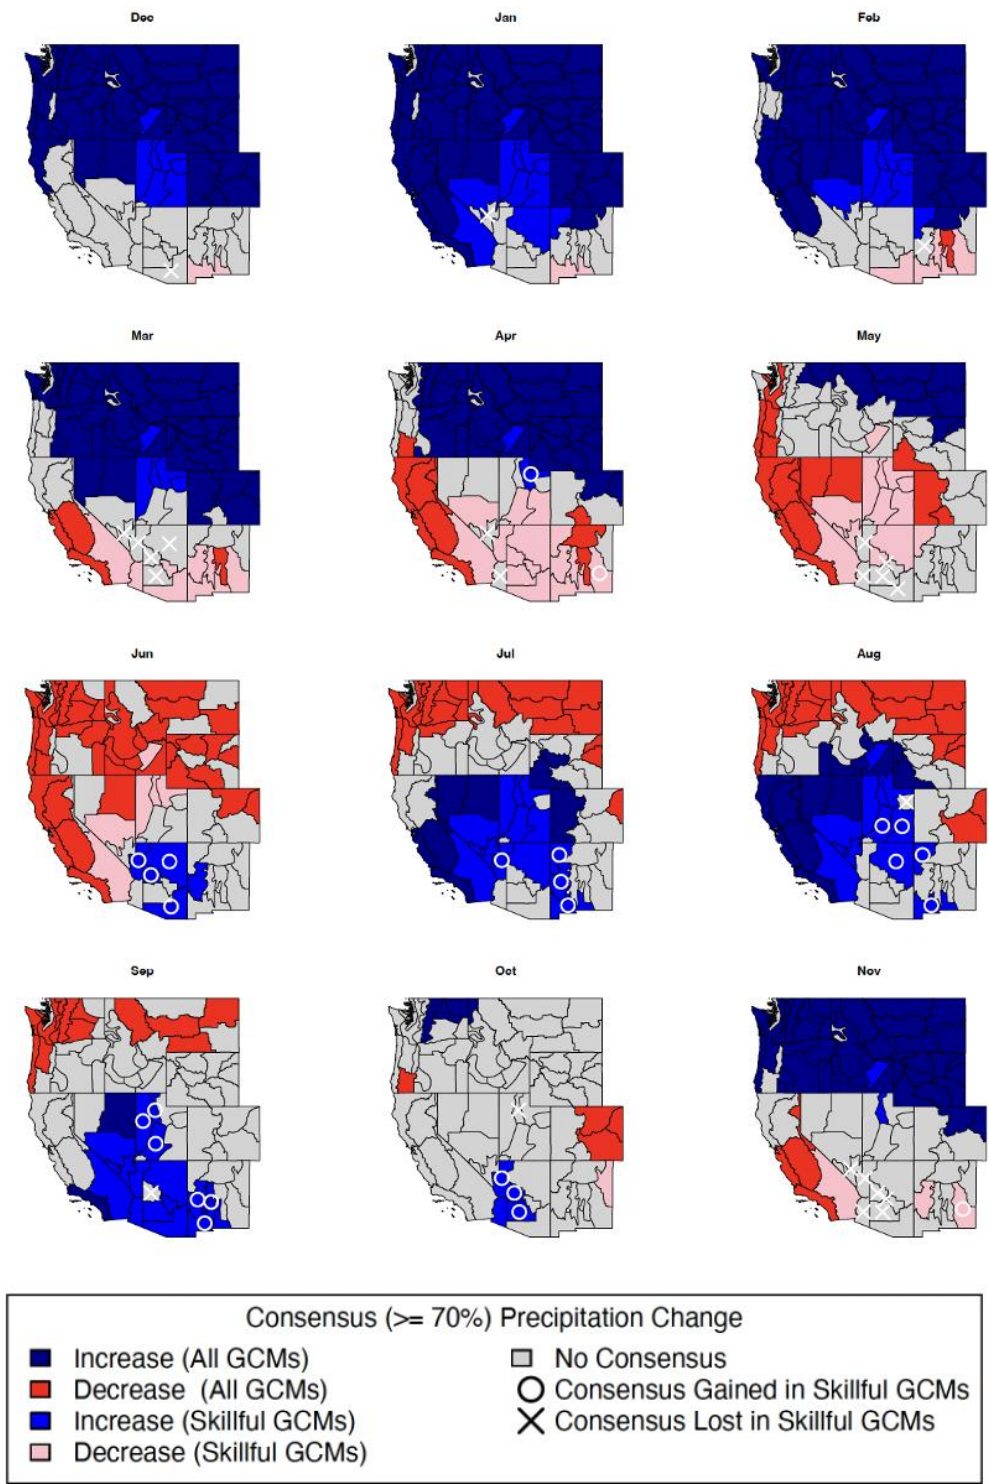 Dec
Jan
Feb
Mar
Apr
May
Jun
Jul
Aug
Sep
Oct
Nov
Consensus (>= 70%) Precipitation Change
Increase (All GCMs)
Decrease (All GCMs)
Increase (Skillful GCMs)
Decrease (Skillful GCMs)
No Consensus
Consensus Gained in Skillful GCMs
Consensus Lost in Skillful GCMs